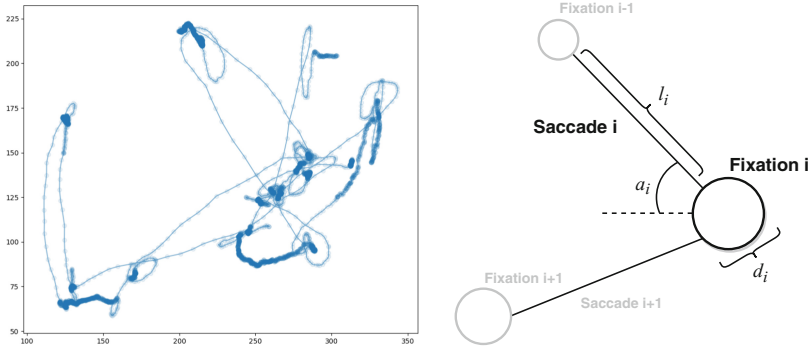 225
200
175
150
125
100
75
50
100
150
200
250
300
350
Fixation i-1
l_i
Saccade i
Fixation i
a_i
d_i
Fixation i+1
Saccade i+1